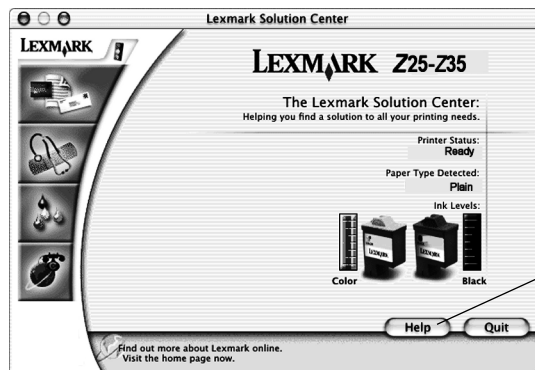 Lexmark Solution Center
LEXMARK
LEXMARK Z25-Z35
The Lexmark Solution Center:
Helping you find a solution to all your printing needs.
Printer Status:
Ready
Paper Type Detected:
Plain
Ink Levels:
LEXMARK LEXMARK
Color Black
Help Quit
Find out more about Lexmark online.
Visit the home page now.